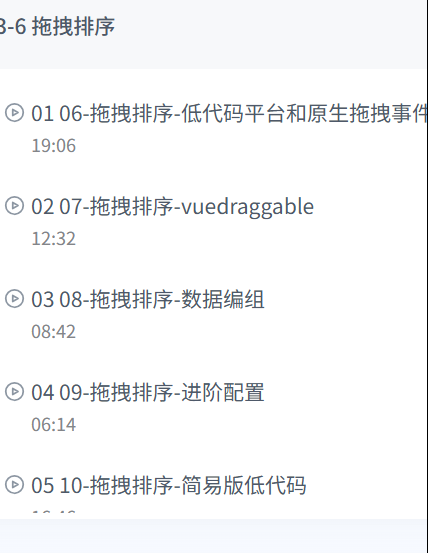 3-6 拖拽排序
01 06-拖拽排序-低代码平台和原生拖拽事件
19:06
02 07-拖拽排序-vuedraggable
12:32
03 08-拖拽排序-数据编组
08:42
04 09-拖拽排序-进阶配置
06:14
05 10-拖拽排序-简易版低代码